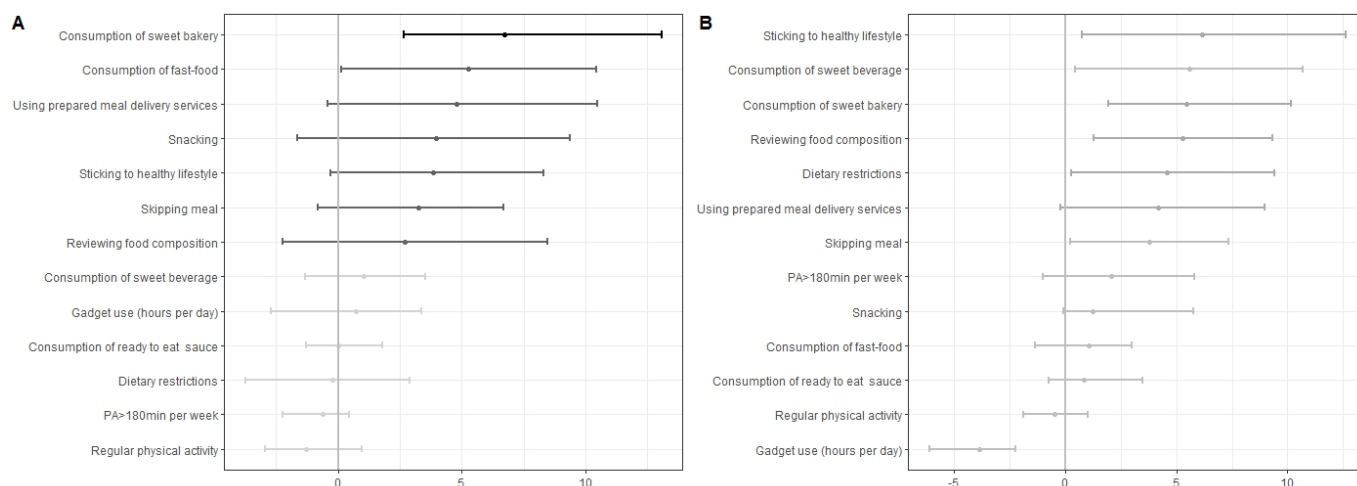 A
Consumption of sweet bakery
Consumption of fast-food
Using prepared meal delivery services
Snacking
Sticking to healthy lifestyle
Skipping meal
Reviewing food composition
Consumption of sweet beverage
Gadget use (hours per day)
Consumption of ready to eat  sauce
Dietary restrictions
PA>180min per week
Regular physical activity
0 5 10
B
Sticking to healthy lifestyle
Consumption of sweet beverage
Consumption of sweet bakery
Reviewing food composition
Dietary restrictions
Using prepared meal delivery services
Skipping meal
PA>180min per week
Snacking
Consumption of fast-food
Consumption of ready to eat  sauce
Regular physical activity
Gadget use (hours per day)
-5 0 5 10